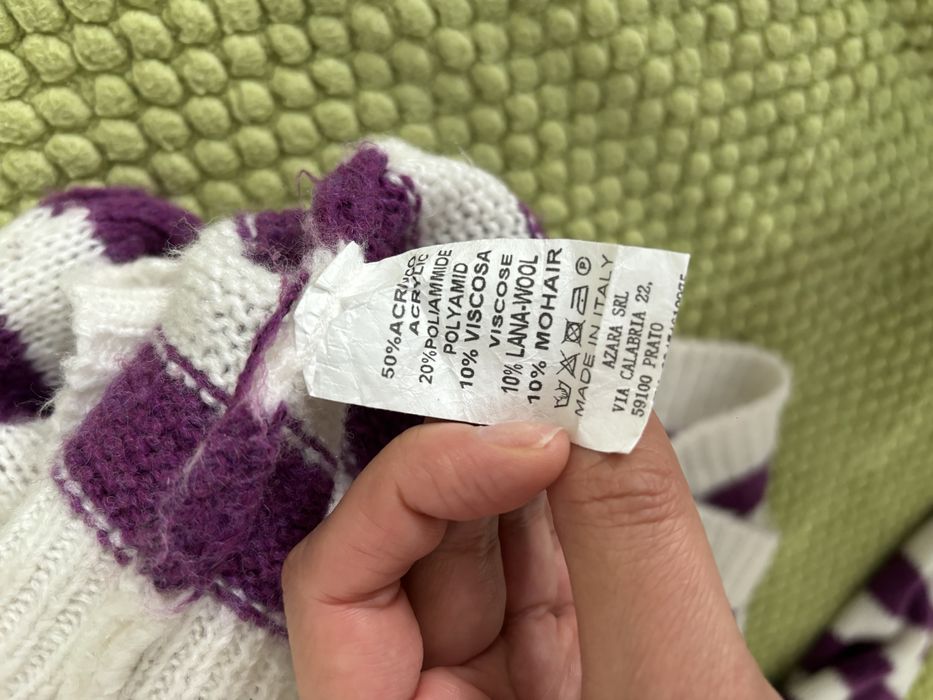 50%ACRILICO
ACRYLIC
20%POLIAMMIDE
POLYAMID
10% VISCOSA
VISCOSE
10% LANA-WOOL
10% MOHAIR
P
MADE IN ITALY
AZARA SRL
VIA CALABRIA 22,
59100 PRATO